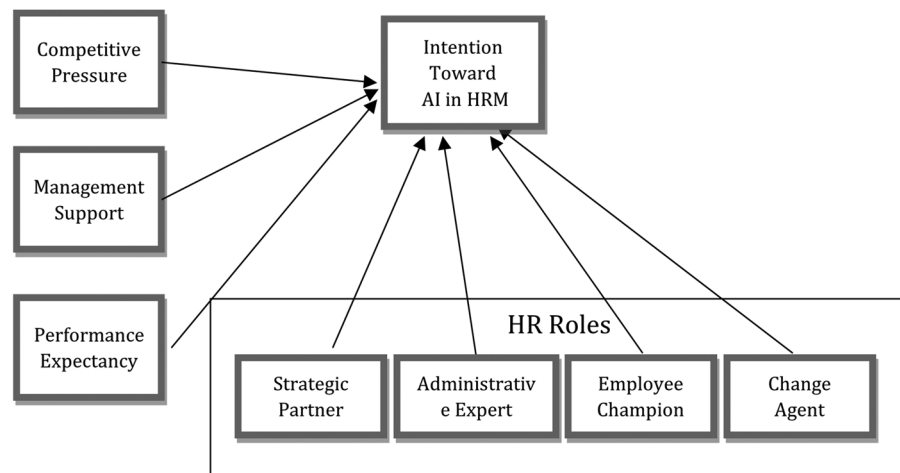 Competitive
Pressure
Intention
Toward
AI in HRM
Management
Support
Performance
Expectancy
HR Roles
Strategic
Partner
Administrativ
e Expert
Employee
Champion
Change
Agent